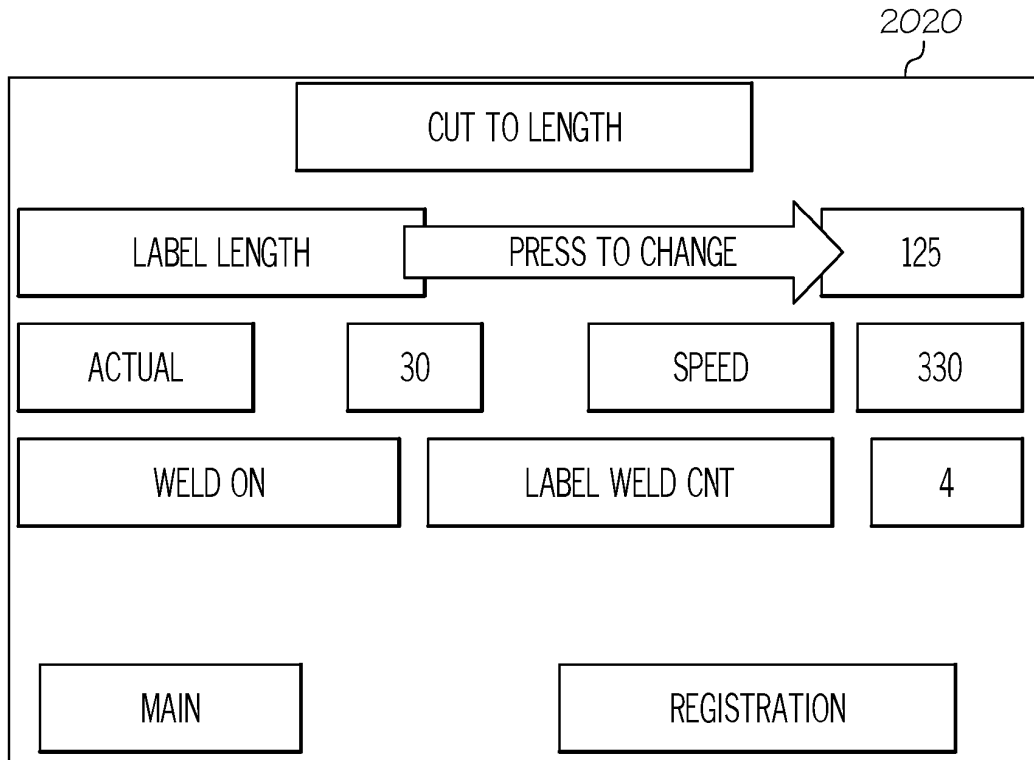 2020
CUT TO LENGTH
LABEL LENGTH PRESS TO CHANGE 125
ACTUAL 30 SPEED 330
WELD ON LABEL WELD CNT 4
MAIN REGISTRATION